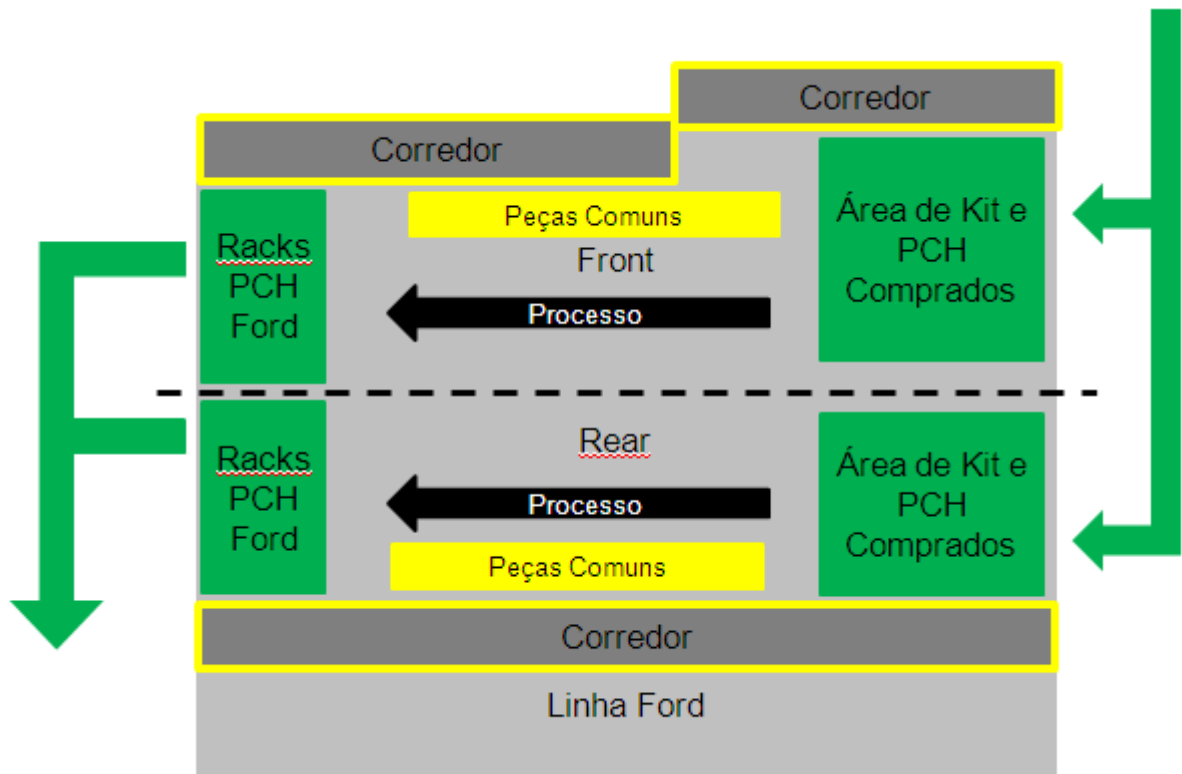 Corredor
Corredor
Peças Comuns
Front
Processo
Racks
PCH
Ford
Área de Kit e
PCH
Comprados
Racks
PCH
Ford
Rear
Processo
Peças Comuns
Área de Kit e
PCH
Comprados
Corredor
Linha Ford